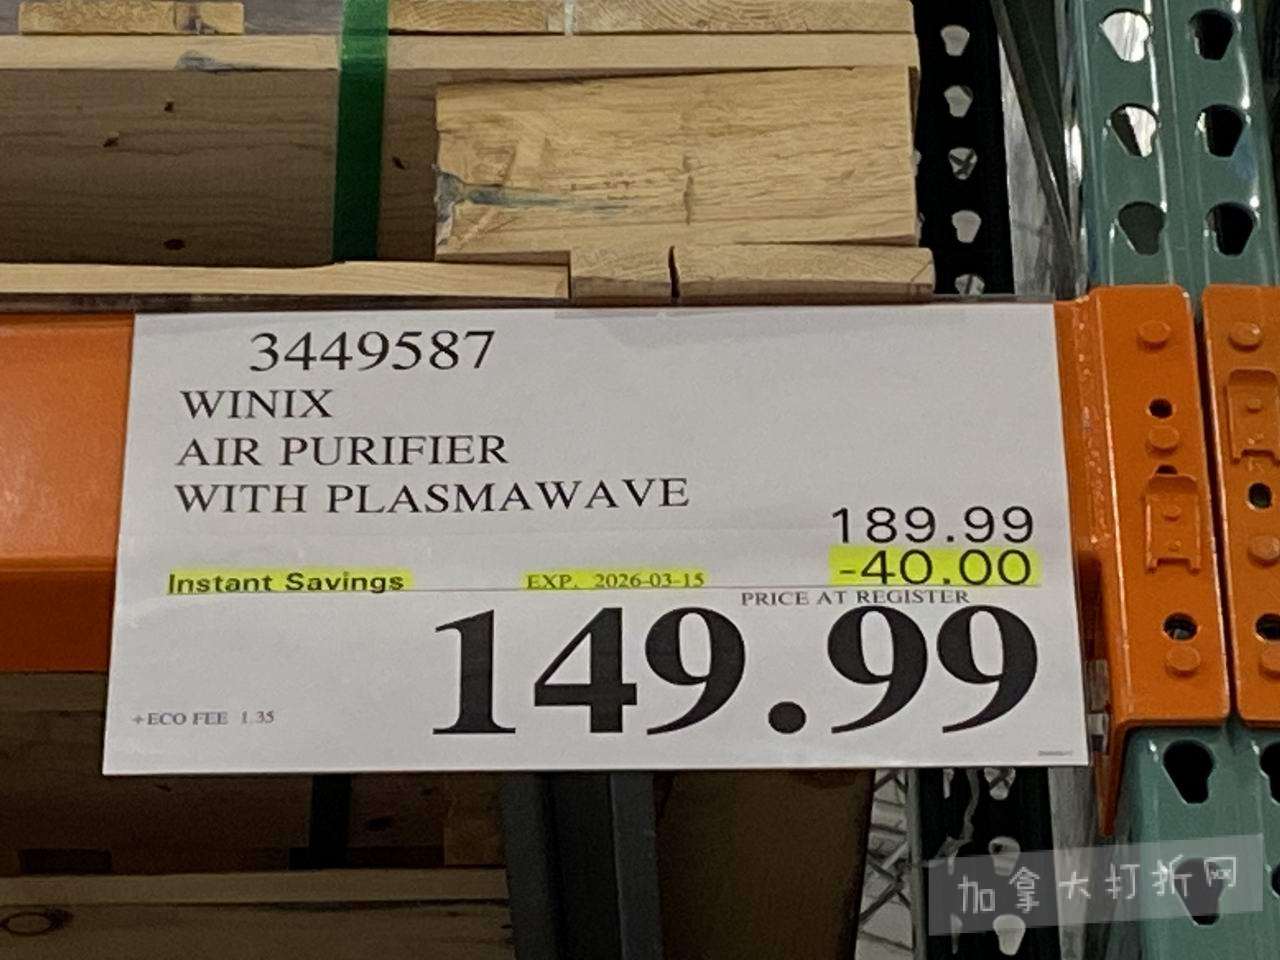 3449587
WINIX
AIR PURIFIER
WITH PLASMAWAVE
189.99
Instant Savings EXP. 2026-03-15 -40.00
PRICE AT REGISTER
149.99
+ECO FEE 1.35
加拿大打折网